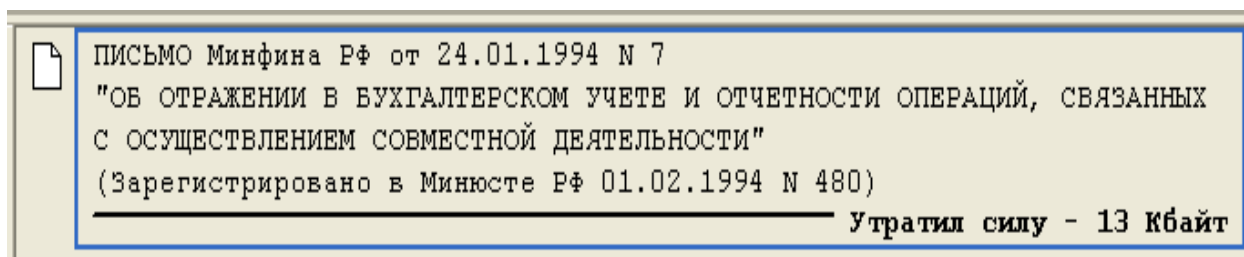 ПИСЬМО Минфина РФ от 24.01.1994 N 7
"ОБ ОТРАЖЕНИИ В БУХГАЛТЕРСКОМ УЧЕТЕ И ОТЧЕТНОСТИ ОПЕРАЦИЙ, СВЯЗАННЫХ
С ОСУЩЕСТВЛЕНИЕМ СОВМЕСТНОЙ ДЕЯТЕЛЬНОСТИ"
(Зарегистрировано в Минюсте РФ 01.02.1994 N 480)
Утратил силу - 13 Кбайт